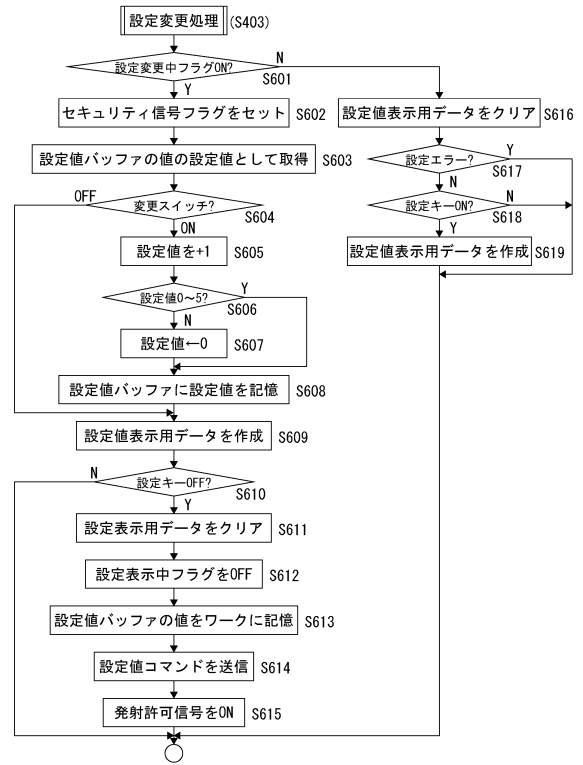 設定変更処理 (S403)
設定変更中フラグON?
N
S601
Y
セキュリティ信号フラグをセット S602
設定値バッファの値の設定値として取得 S603
OFF
変更スイッチ?
S604
ON
設定値を+1 S605
設定値0～5?
Y
S606
N
設定値←0 S607
設定値バッファに設定値を記憶 S608
設定値表示用データを作成 S609
N
設定キーOFF?
S610
Y
設定表示用データをクリア S611
設定表示中フラグをOFF S612
設定値バッファの値をワークに記憶 S613
設定値コマンドを送信 S614
発射許可信号をON S615
設定値表示用データをクリア S616
設定エラー?
Y
S617
N
設定キーON?
N
S618
Y
設定値表示用データを作成 S619